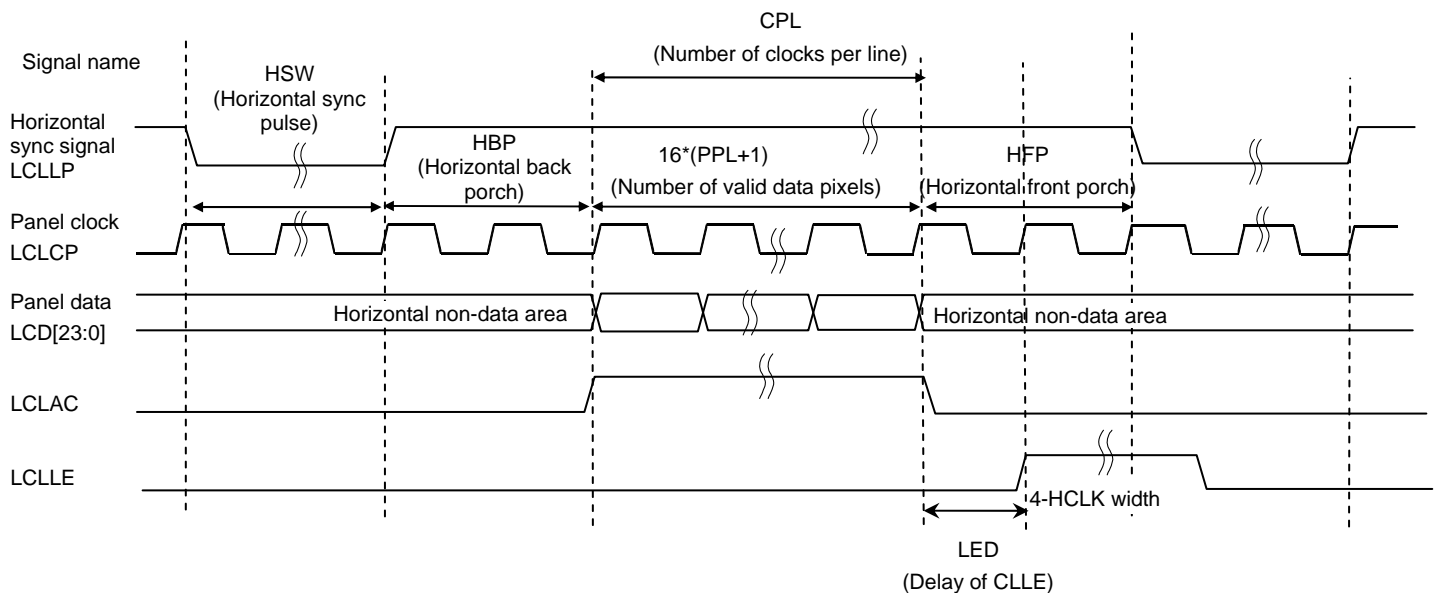 CPL
(Number of clocks per line)
Signal name
HSW
(Horizontal sync
pulse)
Horizontal
sync signal
LCLLP
HBP
(Horizontal back
porch)
16*(PPL+1)
(Number of valid data pixels)
HFP
(Horizontal front porch)
Panel clock
LCLCP
Panel data
LCD[23:0]
Horizontal non-data area
Horizontal non-data area
LCLAC
LCLLE
4-HCLK width
LED
(Delay of CLLE)